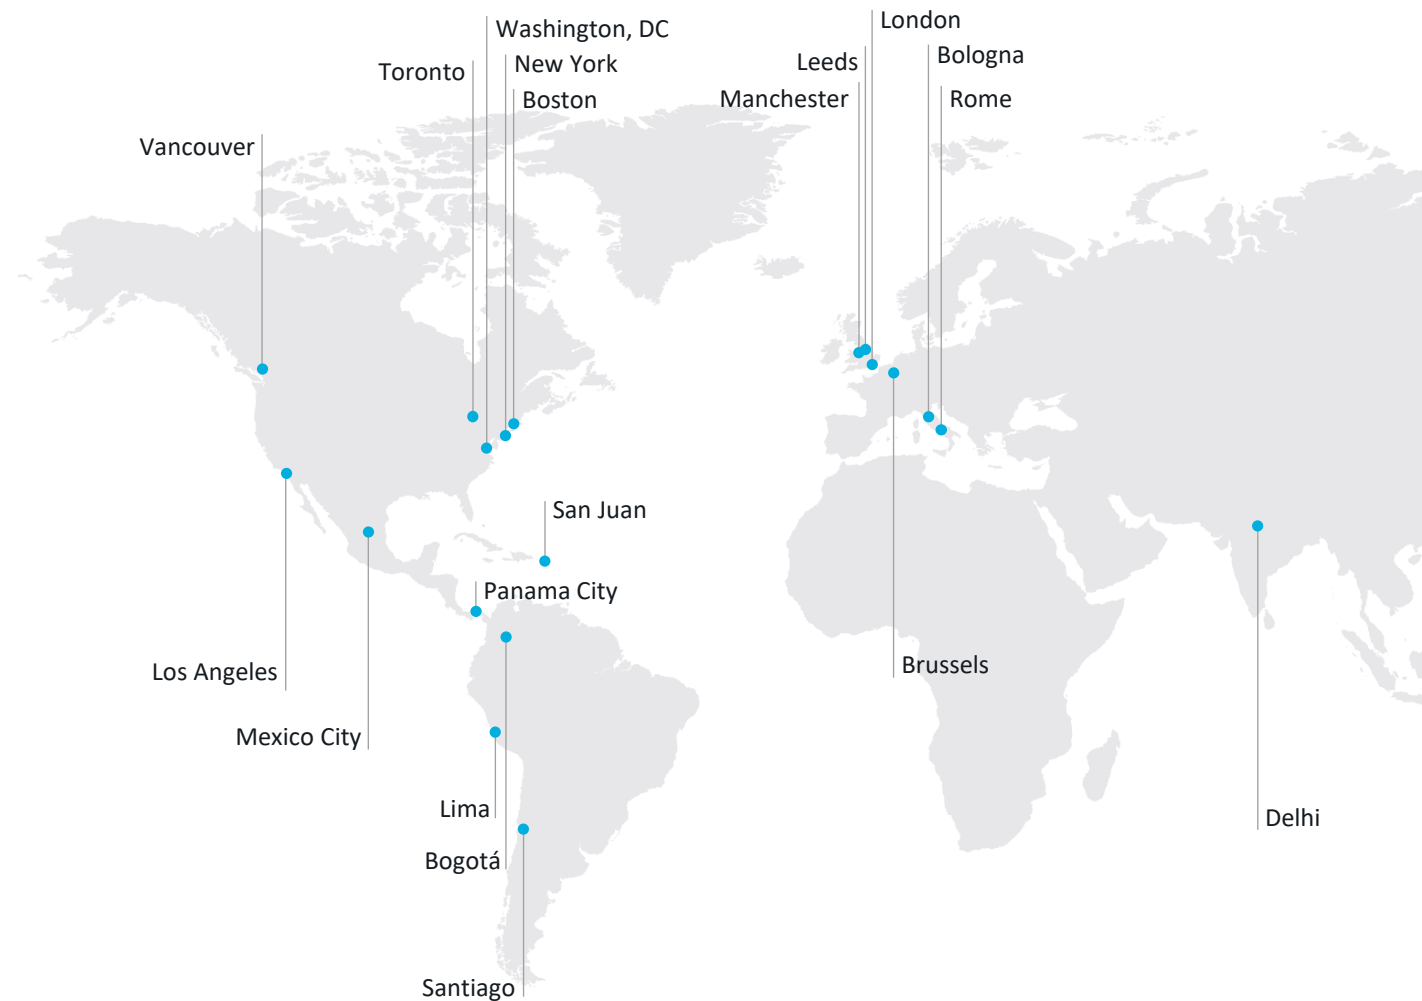 London
Washington, DC
Bologna
Leeds
New York
Toronto
Manchester
Rome
Boston
Vancouver
San Juan
Panama City
Brussels
Los Angeles
Mexico City
Lima
Delhi
Bogotá
Santiago